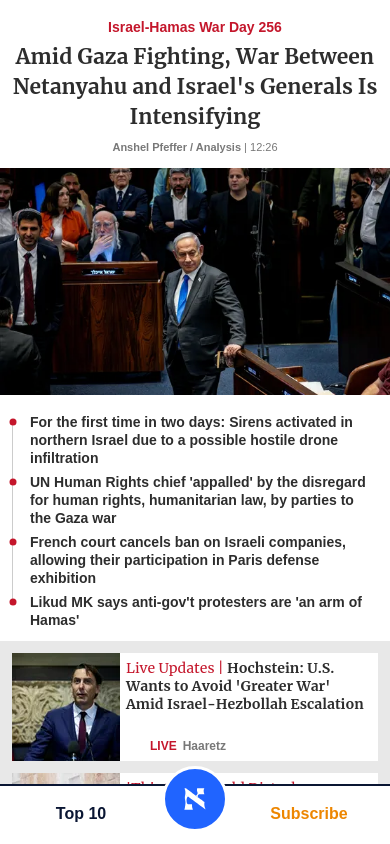 Israel-Hamas War Day 256
Amid Gaza Fighting, War Between
Netanyahu and Israel's Generals Is
Intensifying
Anshel Pfeffer / Analysis | 12:26
For the first time in two days: Sirens activated in
northern Israel due to a possible hostile drone
infiltration
UN Human Rights chief 'appalled' by the disregard
for human rights, humanitarian law, by parties to
the Gaza war
French court cancels ban on Israeli companies,
allowing their participation in Paris defense
exhibition
Likud MK says anti-gov't protesters are 'an arm of
Hamas'
Live Updates | Hochstein: U.S.
Wants to Avoid 'Greater War'
Amid Israel-Hezbollah Escalation
LIVE Haaretz
Top 10
Subscribe